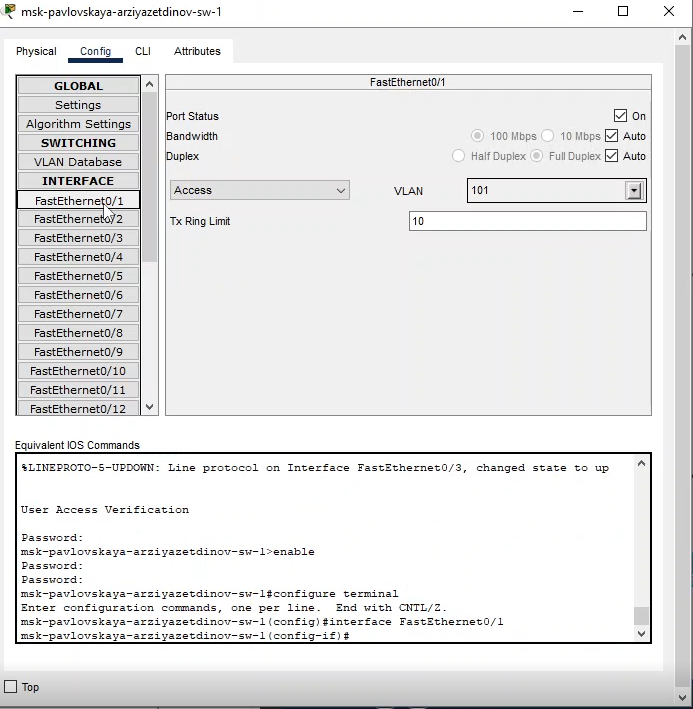 msk-pavlovskaya-arziyazetdinov-sw-1
Physical Config CLI Attributes
GLOBAL
Settings
Algorithm Settings
SWITCHING
VLAN Database
INTERFACE
FastEthernet0/1
FastEthernet0/2
FastEthernet0/3
FastEthernet0/4
FastEthernet0/5
FastEthernet0/6
FastEthernet0/7
FastEthernet0/8
FastEthernet0/9
FastEthernet0/10
FastEthernet0/11
FastEthernet0/12
FastEthernet0/1
Port Status On
Bandwidth 100 Mbps 10 Mbps Auto
Duplex Half Duplex Full Duplex Auto
Access VLAN 101
Tx Ring Limit 10
Equivalent IOS Commands
%LINEPROTO-5-UPDOWN: Line protocol on Interface FastEthernet0/3, changed state to up
User Access Verification
Password:
msk-pavlovskaya-arziyazetdinov-sw-1>enable
Password:
Password:
msk-pavlovskaya-arziyazetdinov-sw-1#configure terminal
Enter configuration commands, one per line. End with CNTL/Z.
msk-pavlovskaya-arziyazetdinov-sw-1(config)#interface FastEthernet0/1
msk-pavlovskaya-arziyazetdinov-sw-1(config-if)#
Top